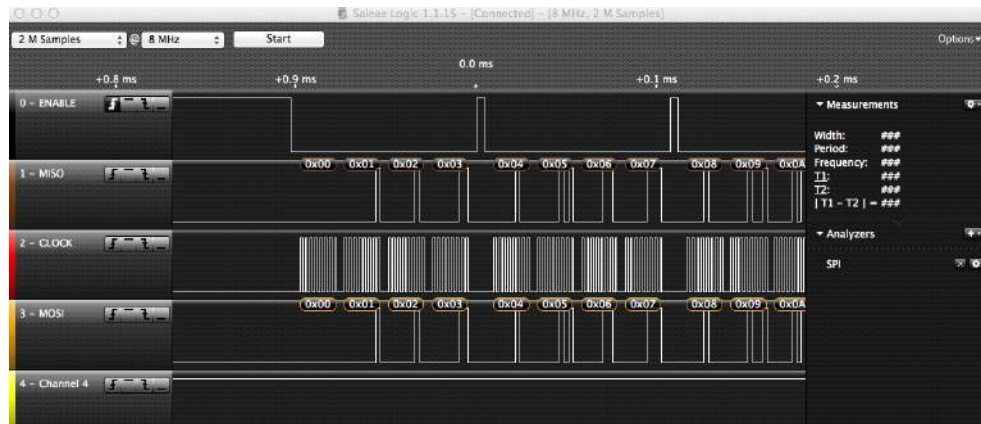 Saleae Logic 1.1.15 - [Connected] - [8 MHz, 2 M Samples]
2 M Samples @ 8 MHz Start Options
0.0 ms
+0.8 ms +0.9 ms +0.1 ms +0.2 ms
0 - ENABLE
Measurements
Width: ###
Period: ###
Frequency: ###
T1: ###
T2: ###
| T1 - T2 | = ###
0x00 0x01 0x02 0x03 0x04 0x05 0x06 0x07 0x08 0x09 0x0A
1 - MISO
2 - CLOCK
Analyzers
SPI
0x00 0x01 0x02 0x03 0x04 0x05 0x06 0x07 0x08 0x09 0x0A
3 - MOSI
4 - Channel 4